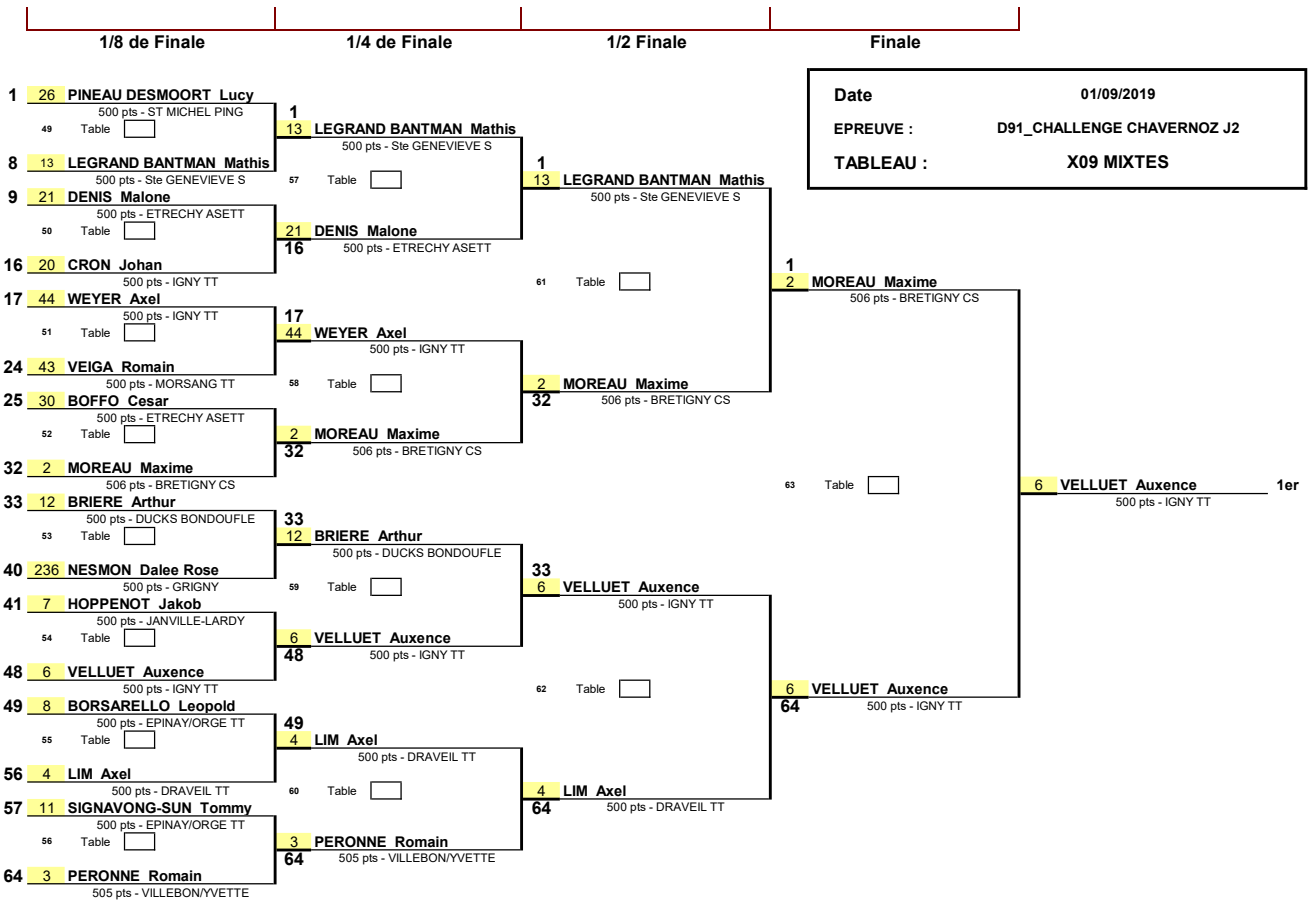 1/8 de Finale 1/4 de Finale 1/2 Finale Finale
Date 01/09/2019
EPREUVE : D91_CHALLENGE CHAVERNOZ J2
TABLEAU : X09 MIXTES
1 26 PINEAU DESMOORT Lucy
500 pts - ST MICHEL PING
49 Table
8 13 LEGRAND BANTMAN Mathis
500 pts - Ste GENEVIEVE S
9 21 DENIS Malone
500 pts - ETRECHY ASETT
50 Table
16 20 CRON Johan
500 pts - IGNY TT
17 44 WEYER Axel
500 pts - IGNY TT
51 Table
24 43 VEIGA Romain
500 pts - MORSANG TT
25 30 BOFFO Cesar
500 pts - ETRECHY ASETT
52 Table
32 2 MOREAU Maxime
506 pts - BRETIGNY CS
33 12 BRIERE Arthur
500 pts - DUCKS BONDOUFLE
53 Table
40 236 NESMON Dalee Rose
500 pts - GRIGNY
41 7 HOPPENOT Jakob
500 pts - JANVILLE-LARDY
54 Table
48 6 VELLUET Auxence
500 pts - IGNY TT
49 8 BORSARELLO Leopold
500 pts - EPINAY/ORGE TT
55 Table
56 4 LIM Axel
500 pts - DRAVEIL TT
57 11 SIGNAVONG-SUN Tommy
500 pts - EPINAY/ORGE TT
56 Table
64 3 PERONNE Romain
505 pts - VILLEBON/YVETTE
1
13 LEGRAND BANTMAN Mathis
500 pts - Ste GENEVIEVE S
57 Table
21 DENIS Malone
16 500 pts - ETRECHY ASETT
17
44 WEYER Axel
500 pts - IGNY TT
58 Table
2 MOREAU Maxime
32 506 pts - BRETIGNY CS
33
12 BRIERE Arthur
500 pts - DUCKS BONDOUFLE
59 Table
6 VELLUET Auxence
48 500 pts - IGNY TT
49
4 LIM Axel
500 pts - DRAVEIL TT
60 Table
3 PERONNE Romain
64 505 pts - VILLEBON/YVETTE
1
13 LEGRAND BANTMAN Mathis
500 pts - Ste GENEVIEVE S
61 Table
2 MOREAU Maxime
32 506 pts - BRETIGNY CS
33
6 VELLUET Auxence
500 pts - IGNY TT
62 Table
4 LIM Axel
64 500 pts - DRAVEIL TT
1
2 MOREAU Maxime
506 pts - BRETIGNY CS
63 Table
6 VELLUET Auxence
64 500 pts - IGNY TT
6 VELLUET Auxence 1er
500 pts - IGNY TT